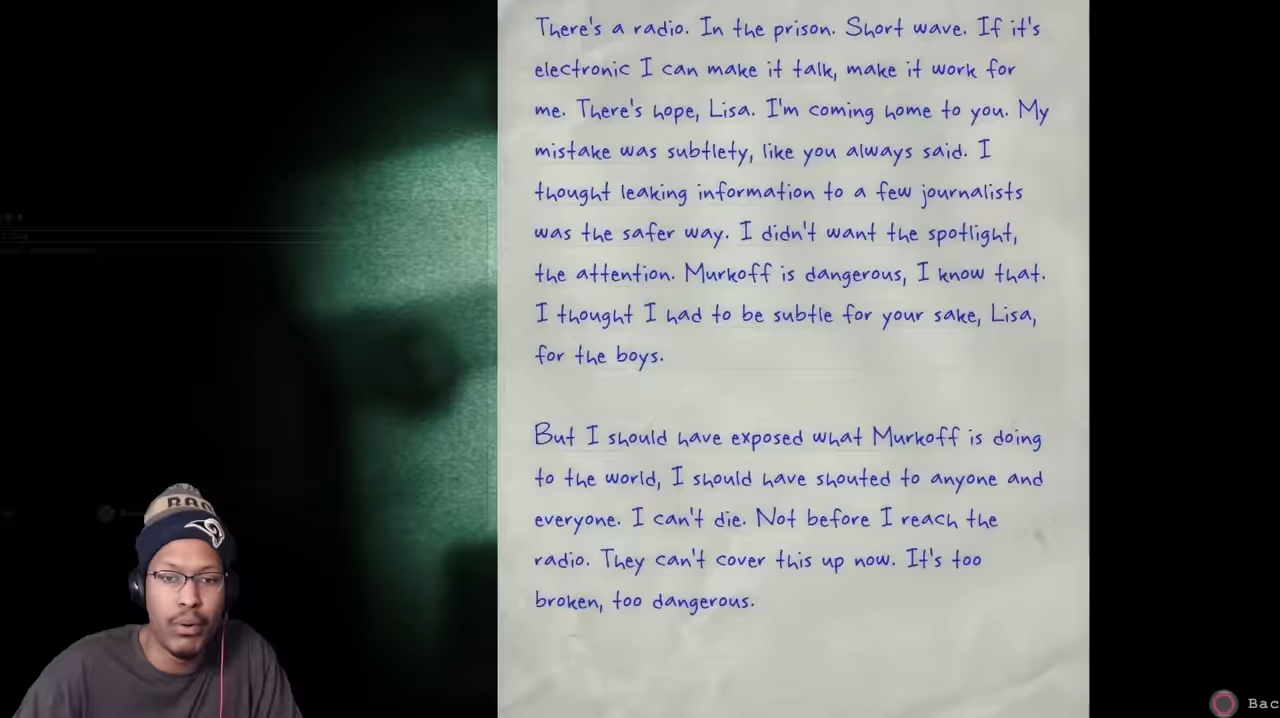 There's a radio. In the prison. Short wave. If it's
electronic I can make it talk, make it work for
me. There's hope, Lisa. I'm coming home to you. My
mistake was subtlety, like you always said. I
thought leaking information to a few journalists
was the safer way. I didn't want the spotlight,
the attention. Murkoff is dangerous, I know that.
I thought I had to be subtle for your sake, Lisa,
for the boys.
But I should have exposed what Murkoff is doing
to the world, I should have shouted to anyone and
everyone. I can't die. Not before I reach the
radio. They can't cover this up now. It's too
broken, too dangerous.
Bac